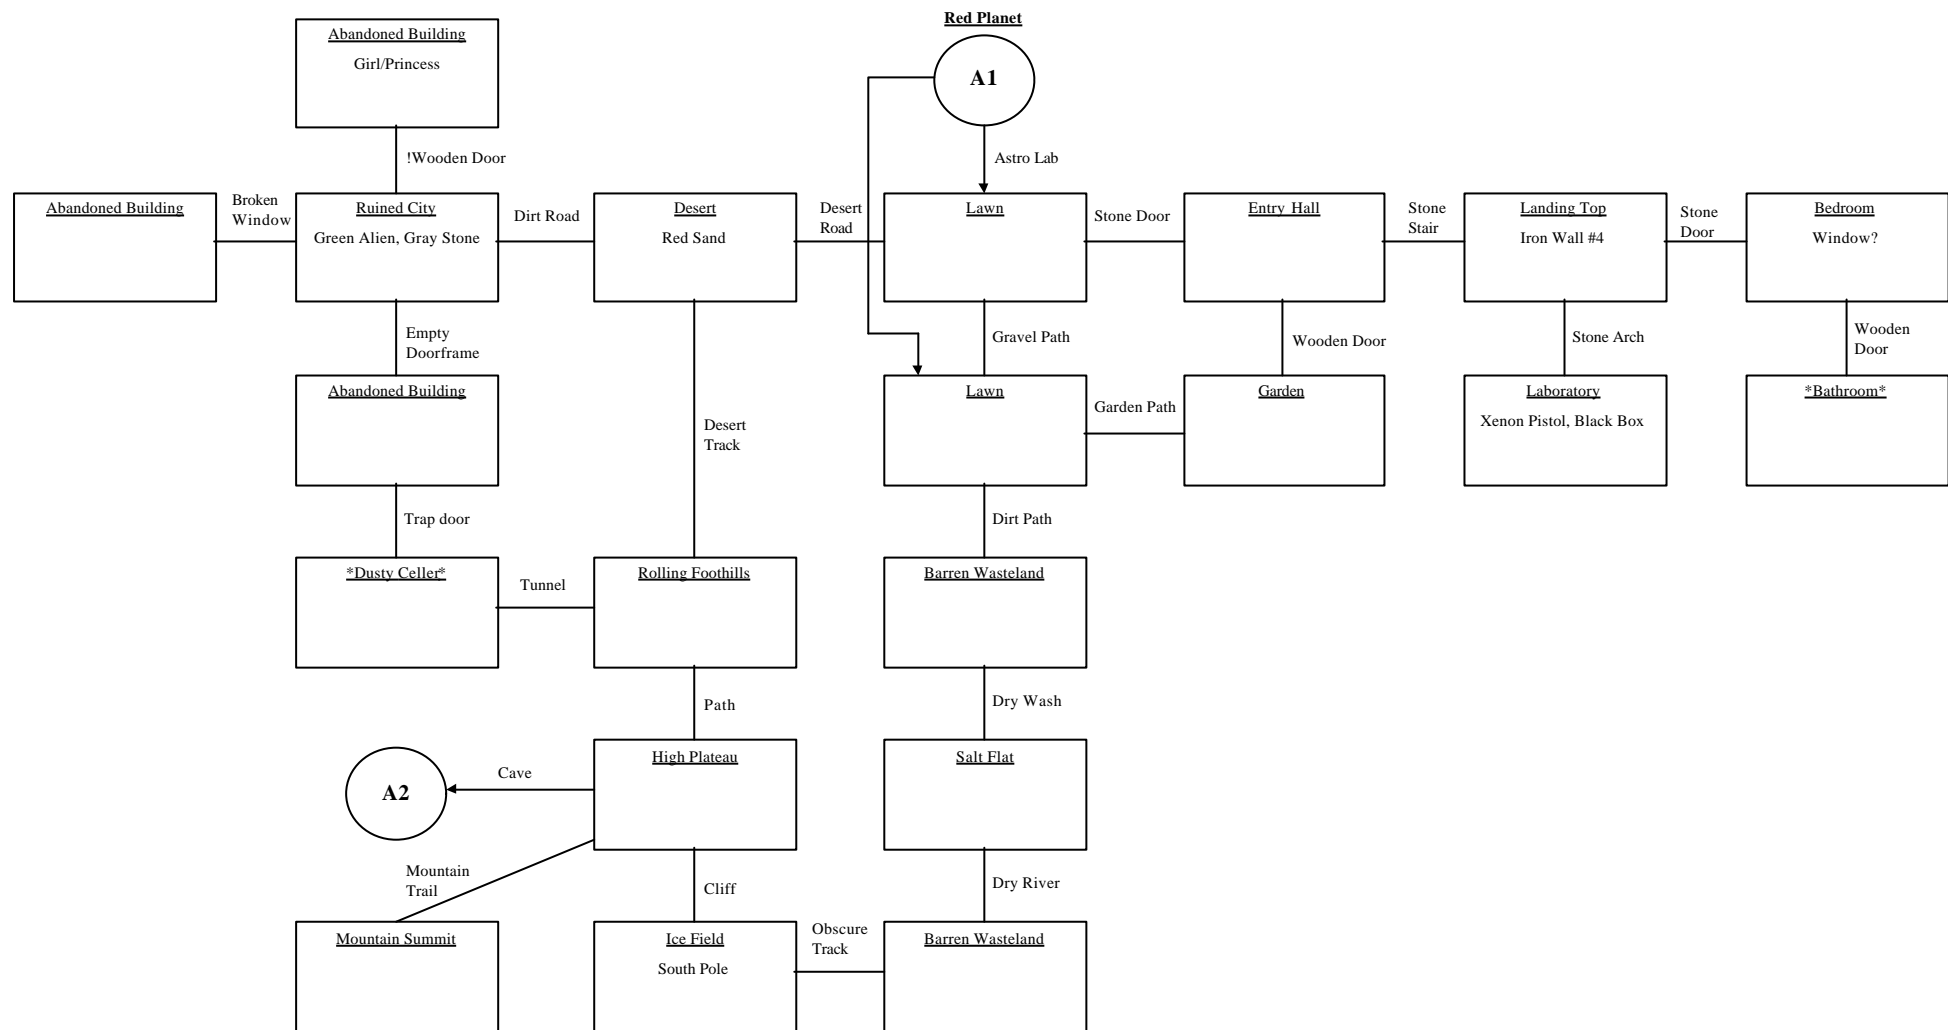 Red Planet
Abandoned Building
Girl/Princess
A1
!Wooden Door
Astro Lab
Abandoned Building
Broken
Window
Ruined City
Green Alien, Gray Stone
Dirt Road
Desert
Red Sand
Desert
Road
Lawn
Stone Door
Entry Hall
Stone
Stair
Landing Top
Iron Wall #4
Stone
Door
Bedroom
Window?
Empty
Doorframe
Gravel Path
Wooden Door
Stone Arch
Wooden
Door
Abandoned Building
Desert
Track
Lawn
Garden Path
Garden
Laboratory
Xenon Pistol, Black Box
*Bathroom*
Trap door
Dirt Path
*Dusty Celler*
Tunnel
Rolling Foothills
Barren Wasteland
Path
Dry Wash
A2
Cave
High Plateau
Salt Flat
Mountain
Trail
Cliff
Dry River
Mountain Summit
Ice Field
South Pole
Obscure
Track
Barren Wasteland